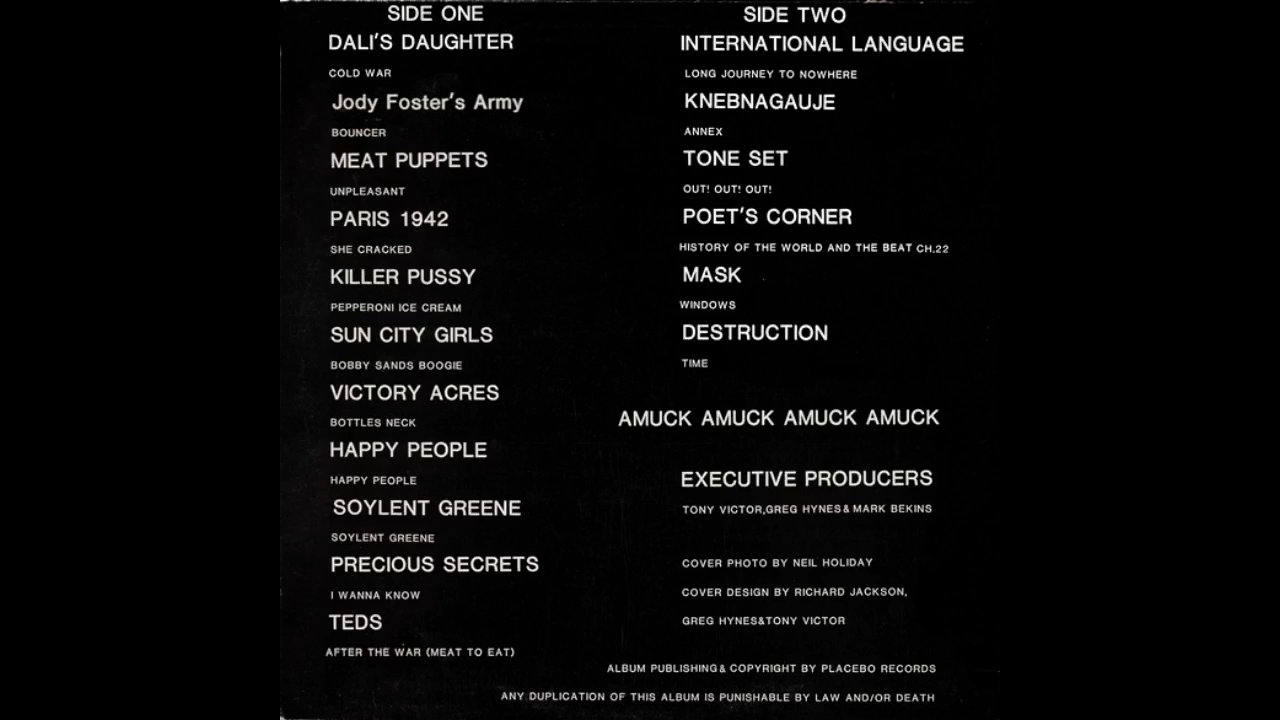 SIDE ONE
DALI'S DAUGHTER
COLD WAR
Jody Foster's Army
BOUNCER
MEAT PUPPETS
UNPLEASANT
PARIS 1942
SHE CRACKED
KILLER PUSSY
PEPPERONI ICE CREAM
SUN CITY GIRLS
BOBBY SANDS BOOGIE
VICTORY ACRES
BOTTLES NECK
HAPPY PEOPLE
HAPPY PEOPLE
SOYLENT GREENE
SOYLENT GREENE
PRECIOUS SECRETS
I WANNA KNOW
TEDS
AFTER THE WAR (MEAT TO EAT)
SIDE TWO
INTERNATIONAL LANGUAGE
LONG JOURNEY TO NOWHERE
KNEBNAGAUJE
ANNEX
TONE SET
OUT! OUT! OUT!
POET'S CORNER
HISTORY OF THE WORLD AND THE BEAT CH.22
MASK
WINDOWS
DESTRUCTION
TIME
AMUCK AMUCK AMUCK AMUCK
EXECUTIVE PRODUCERS
TONY VICTOR,GREG HYNES & MARK BEKINS
COVER PHOTO BY NEIL HOLIDAY
COVER DESIGN BY RICHARD JACKSON,
GREG HYNES&TONY VICTOR
ALBUM PUBLISHING & COPYRIGHT BY PLACEBO RECORDS
ANY DUPLICATION OF THIS ALBUM IS PUNISHABLE BY LAW AND/OR DEATH